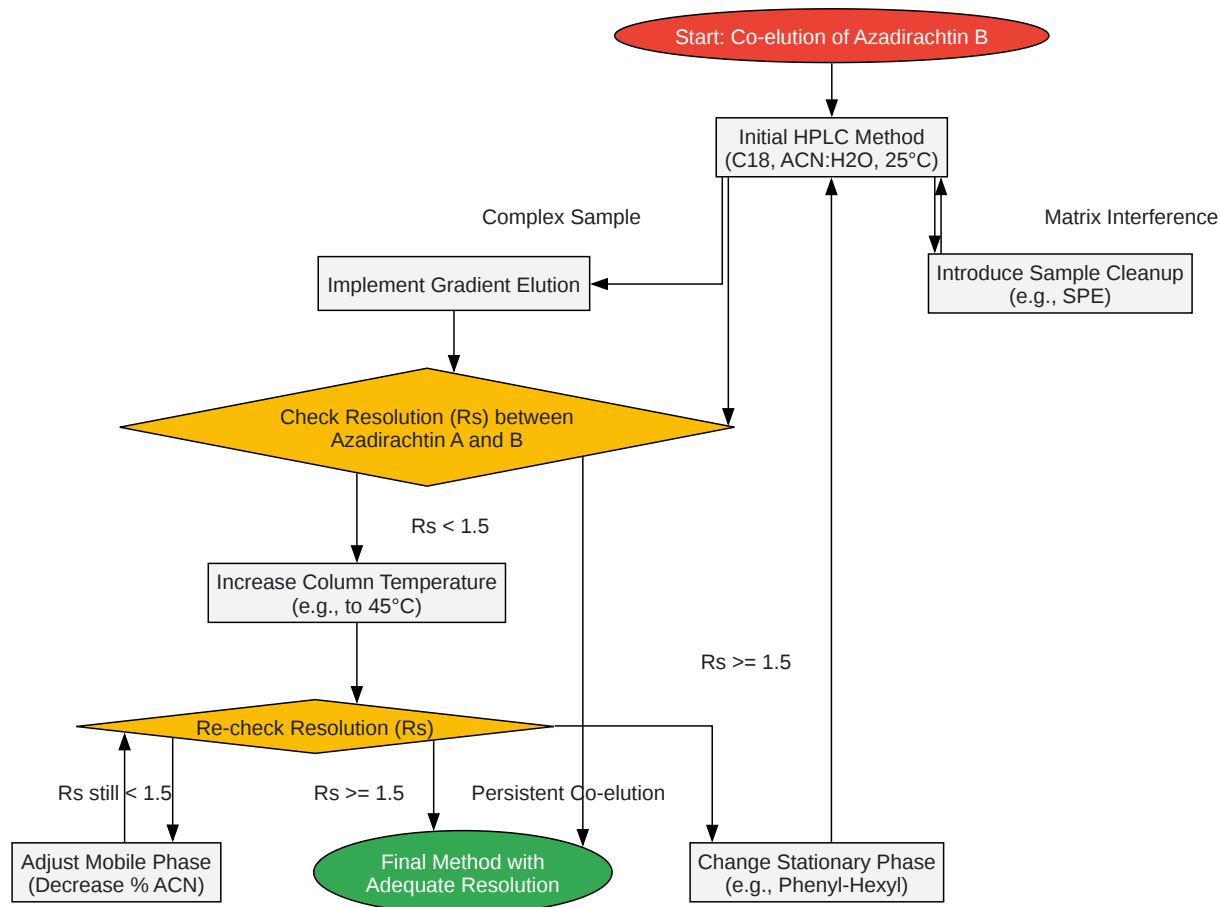 Start: Co-elution of Azadirachtin B
Initial HPLC Method
(C18, ACN:H2O, 25°C)
Complex Sample
Matrix Interference
Implement Gradient Elution
Introduce Sample Cleanup
(e.g., SPE)
Check Resolution (Rs) between
Azadirachtin A and B
Rs < 1.5
Increase Column Temperature
(e.g., to 45°C)
Rs >= 1.5
Re-check Resolution (Rs)
Rs still < 1.5
Rs >= 1.5
Persistent Co-elution
Adjust Mobile Phase
(Decrease % ACN)
Final Method with
Adequate Resolution
Change Stationary Phase
(e.g., Phenyl-Hexyl)